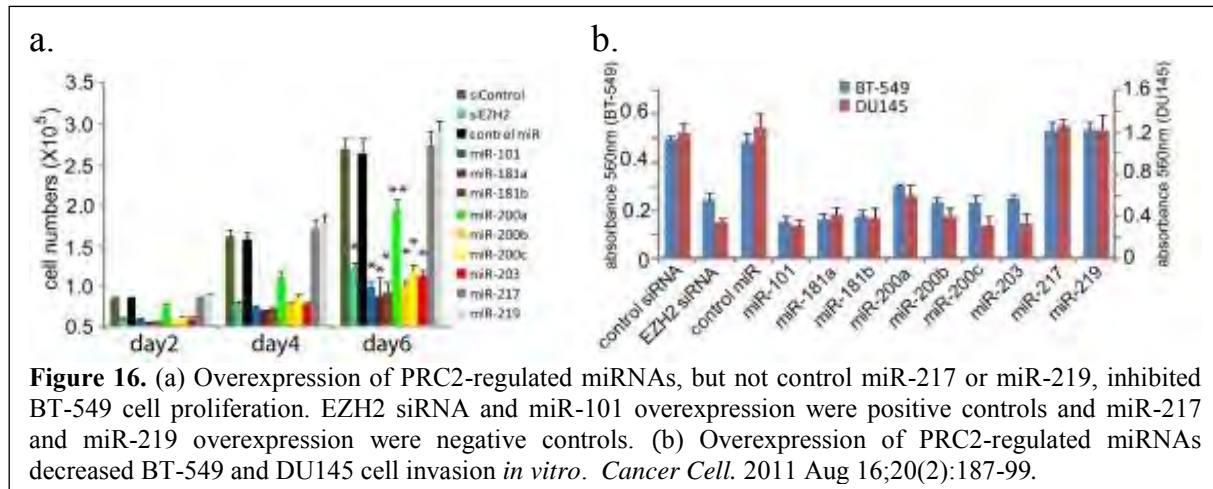 a.
b.
3.5
3.0
2.5
2.0
1.5
1.0
0.5
cell numbers (X10⁵)
day2
day4
day6
* * * * ** * * *
siControl
siEZH2
control miR
miR-101
miR-181a
miR-181b
miR-200a
miR-200b
miR-200c
miR-203
miR-217
miR-219
absorbance 560nm (BT-549)
0.6
0.4
0.2
0
BT-549
DU145
1.6
1.2
0.8
0.4
0
absorbance 560nm (DU145)
control siRNA
EZH2 siRNA
control miR
miR-101
miR-181a
miR-181b
miR-200a
miR-200b
miR-200c
miR-203
miR-217
miR-219
Figure 16. (a) Overexpression of PRC2-regulated miRNAs, but not control miR-217 or miR-219, inhibited
BT-549 cell proliferation. EZH2 siRNA and miR-101 overexpression were positive controls and miR-217
and miR-219 overexpression were negative controls. (b) Overexpression of PRC2-regulated miRNAs
decreased BT-549 and DU145 cell invasion in vitro. Cancer Cell. 2011 Aug 16;20(2):187-99.